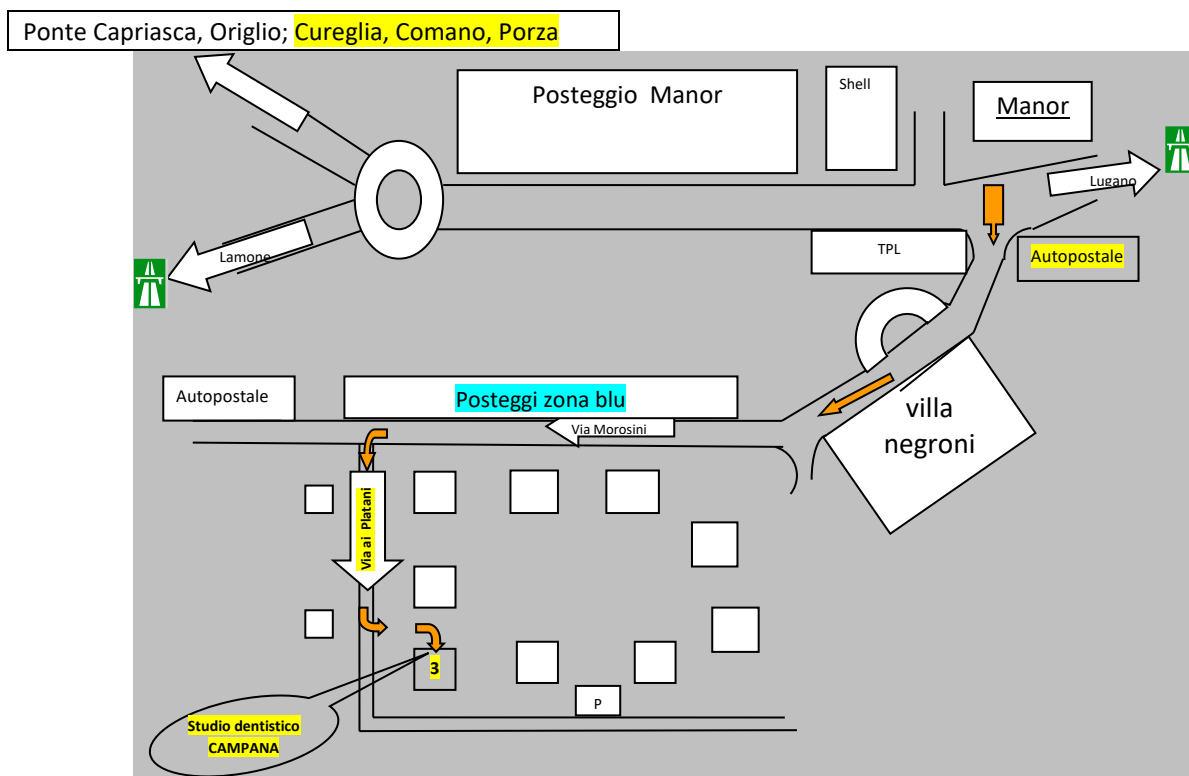 Ponte Capriasca, Origlio; Cureglia, Comano, Porza
Posteggio  Manor
Shell
Manor
Lugano
Lamone
TPL
Autopostale
Autopostale
Posteggi zona blu
Via Morosini
villa
negroni
Via ai  Platani
3
P
Studio dentistico
CAMPANA